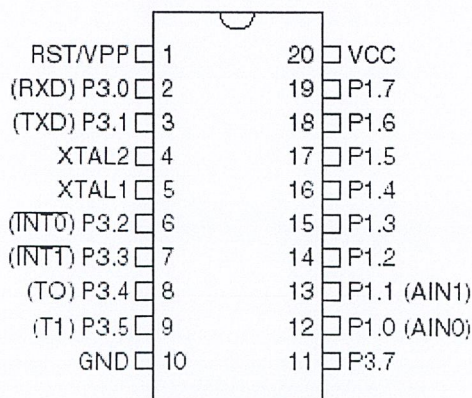 RST/VPP 1 20 VCC
(RXD) P3.0 2 19 P1.7
(TXD) P3.1 3 18 P1.6
XTAL2 4 17 P1.5
XTAL1 5 16 P1.4
(INT0) P3.2 6 15 P1.3
(INT1) P3.3 7 14 P1.2
(TO) P3.4 8 13 P1.1 (AIN1)
(T1) P3.5 9 12 P1.0 (AIN0)
GND 10 11 P3.7